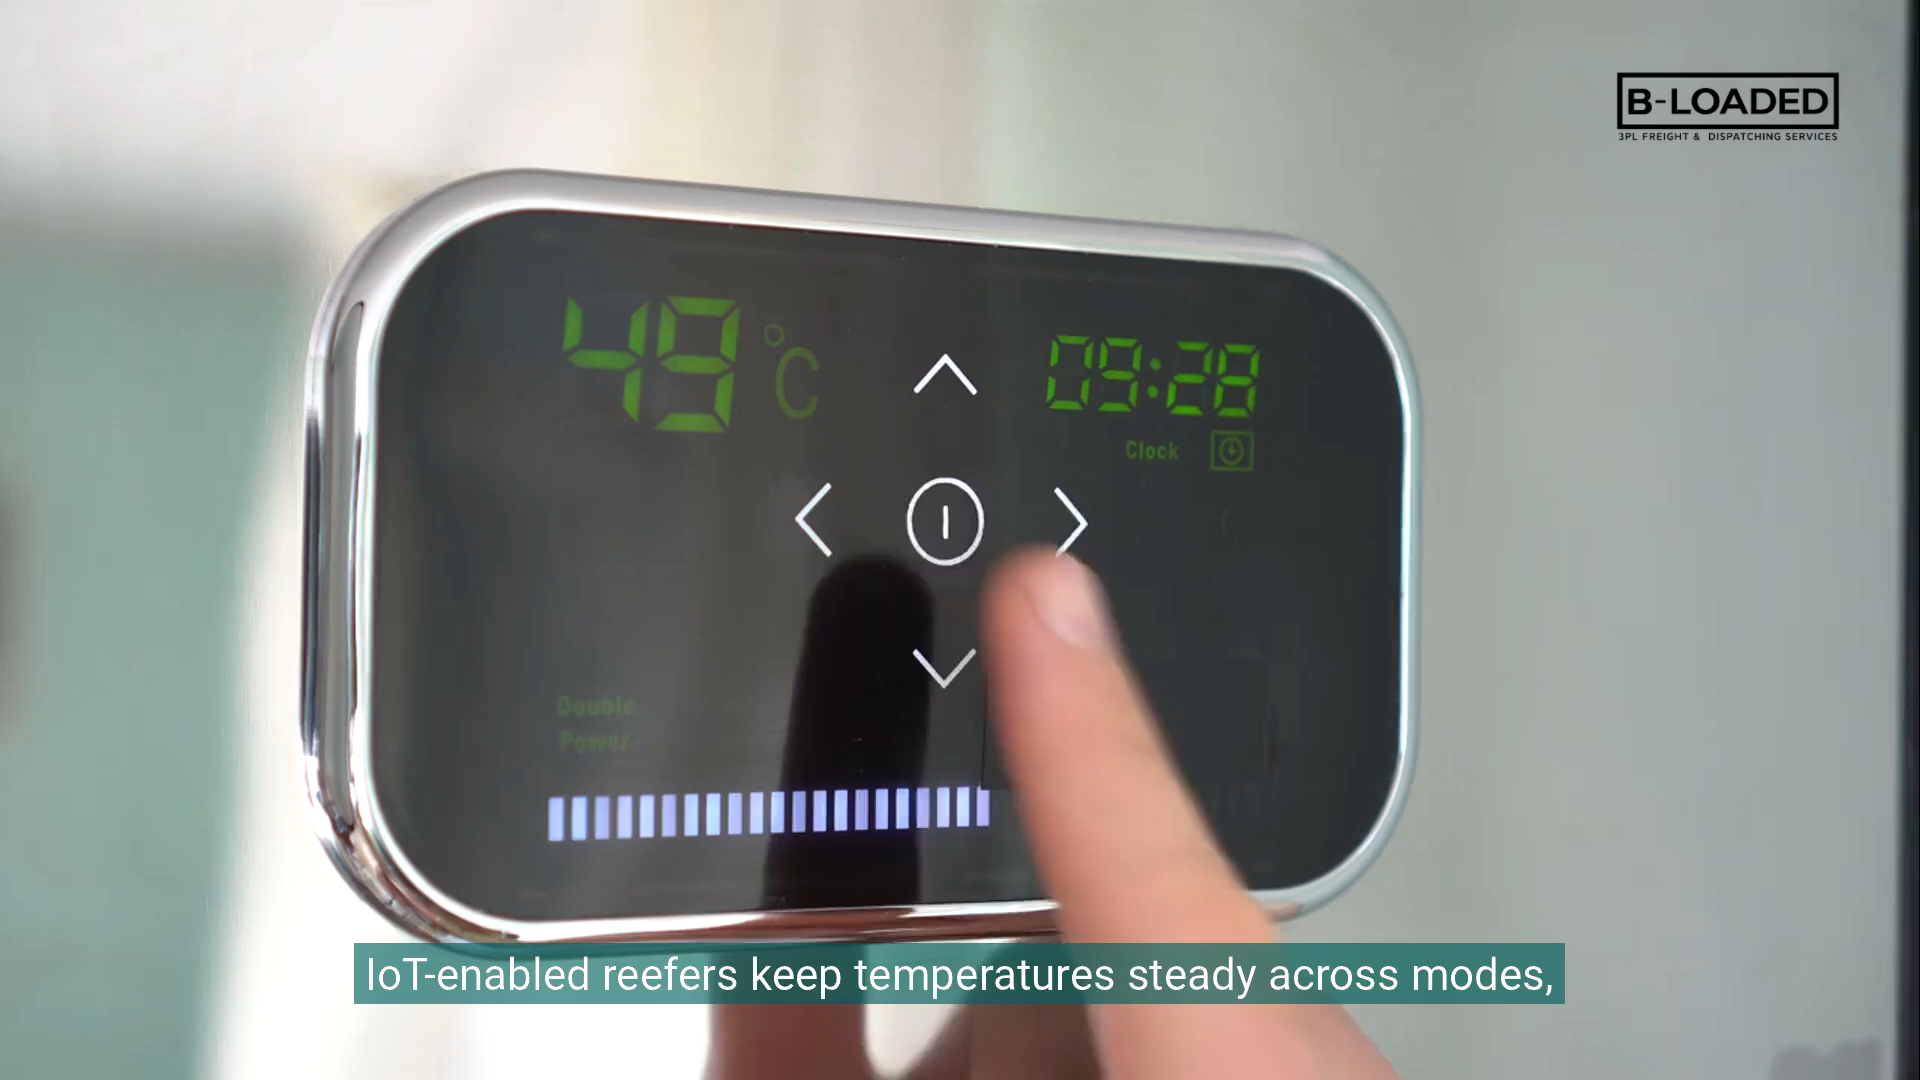 B-LOADED
3PL FREIGHT & DISPATCHING SERVICES
49 °C
09:28
Clock
Double
Power
IoT-enabled reefers keep temperatures steady across modes,